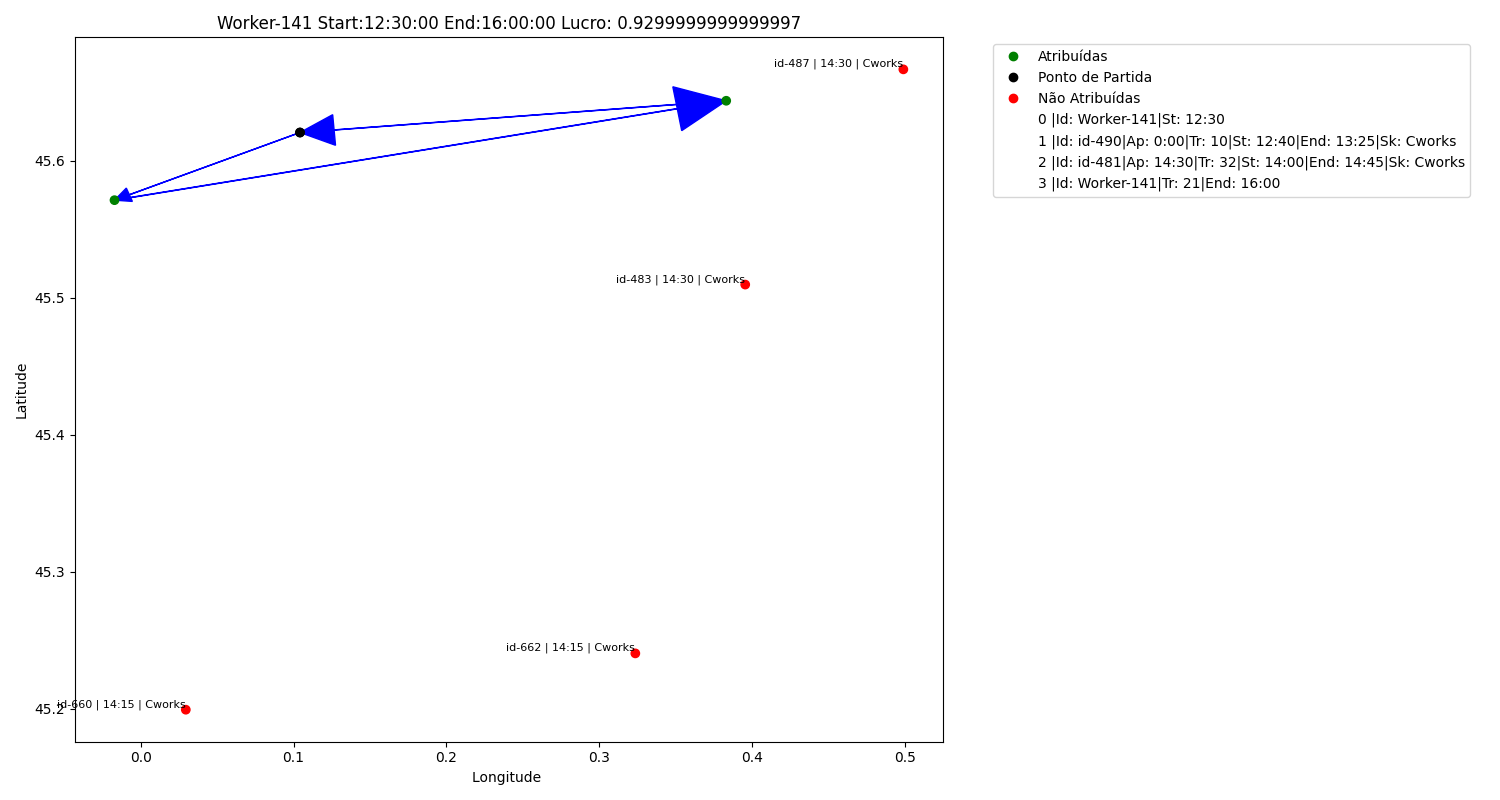 Worker-141 Start:12:30:00 End:16:00:00 Lucro: 0.9299999999999997
id-487 | 14:30 | Cworks
id-483 | 14:30 | Cworks
id-662 | 14:15 | Cworks
id-660 | 14:15 | Cworks
45.6
45.5
45.4
45.3
45.2
Latitude
0.0 0.1 0.2 0.3 0.4 0.5
Longitude
Atribuídas
Ponto de Partida
Não Atribuídas
0 |Id: Worker-141|St: 12:30
1 |Id: id-490|Ap: 0:00|Tr: 10|St: 12:40|End: 13:25|Sk: Cworks
2 |Id: id-481|Ap: 14:30|Tr: 32|St: 14:00|End: 14:45|Sk: Cworks
3 |Id: Worker-141|Tr: 21|End: 16:00